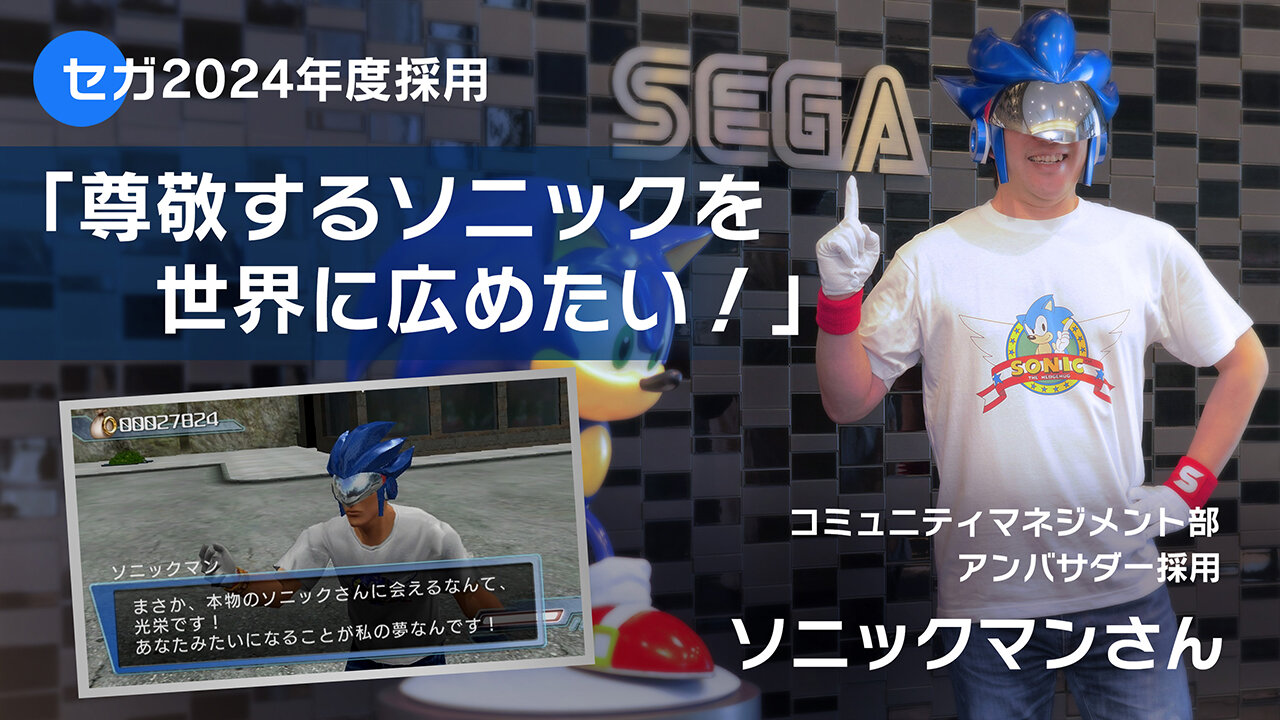 セガ2024年度採用
SEGA
「尊敬するソニックを
世界に広めたい！」
SONIC
THE HEDGEHOG
S
00027824
ソニックマン
まさか、本物のソニックさんに会えるなんて、
光栄です！
あなたみたいになることが私の夢なんです！
コミュニティマネジメント部
アンバサダー採用
ソニックマンさん